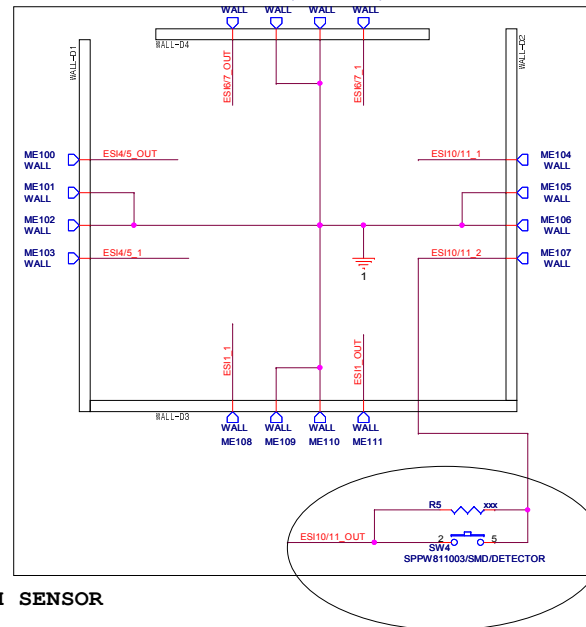 WALL WALL WALL WALL
WALL-D4
WALL-D1
WALL-D2
ESI6/7_OUT
ESI6/7_1
ME100
WALL
ESI4/5_OUT
ESI10/11_1
ME104
WALL
ME101
WALL
ME105
WALL
ME102
WALL
ME106
WALL
ME103
WALL
ESI4/5_1
1
ESI10/11_2
ME107
WALL
ESI1_1
ESI1_OUT
WALL-D3
WALL WALL WALL WALL
ME108 ME109 ME110 ME111
R5 xxx
ESI10/11_OUT
2 5
SW4
SPPW811003/SMD/DETECTOR
SENSOR